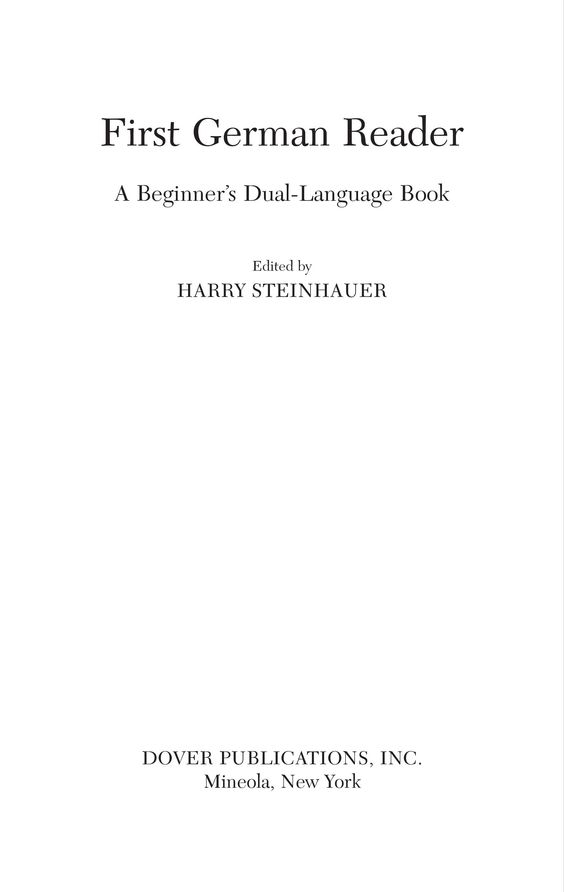 First German Reader
A Beginner’s Dual-Language Book
Edited by
HARRY STEINHAUER
DOVER PUBLICATIONS, INC.
Mineola, New York